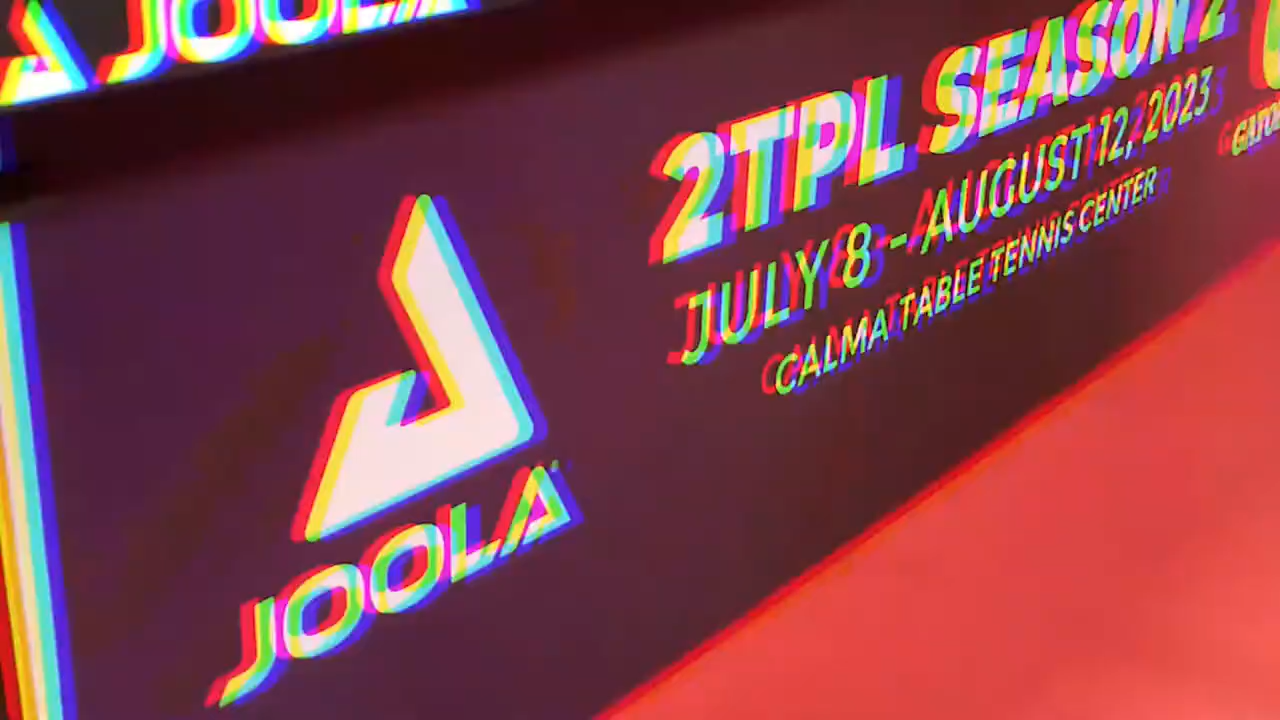 JOOLA
2TPL SEASON 2
JULY 8 - AUGUST 12, 2023
CALMA TABLE TENNIS CENTER
JOOLA